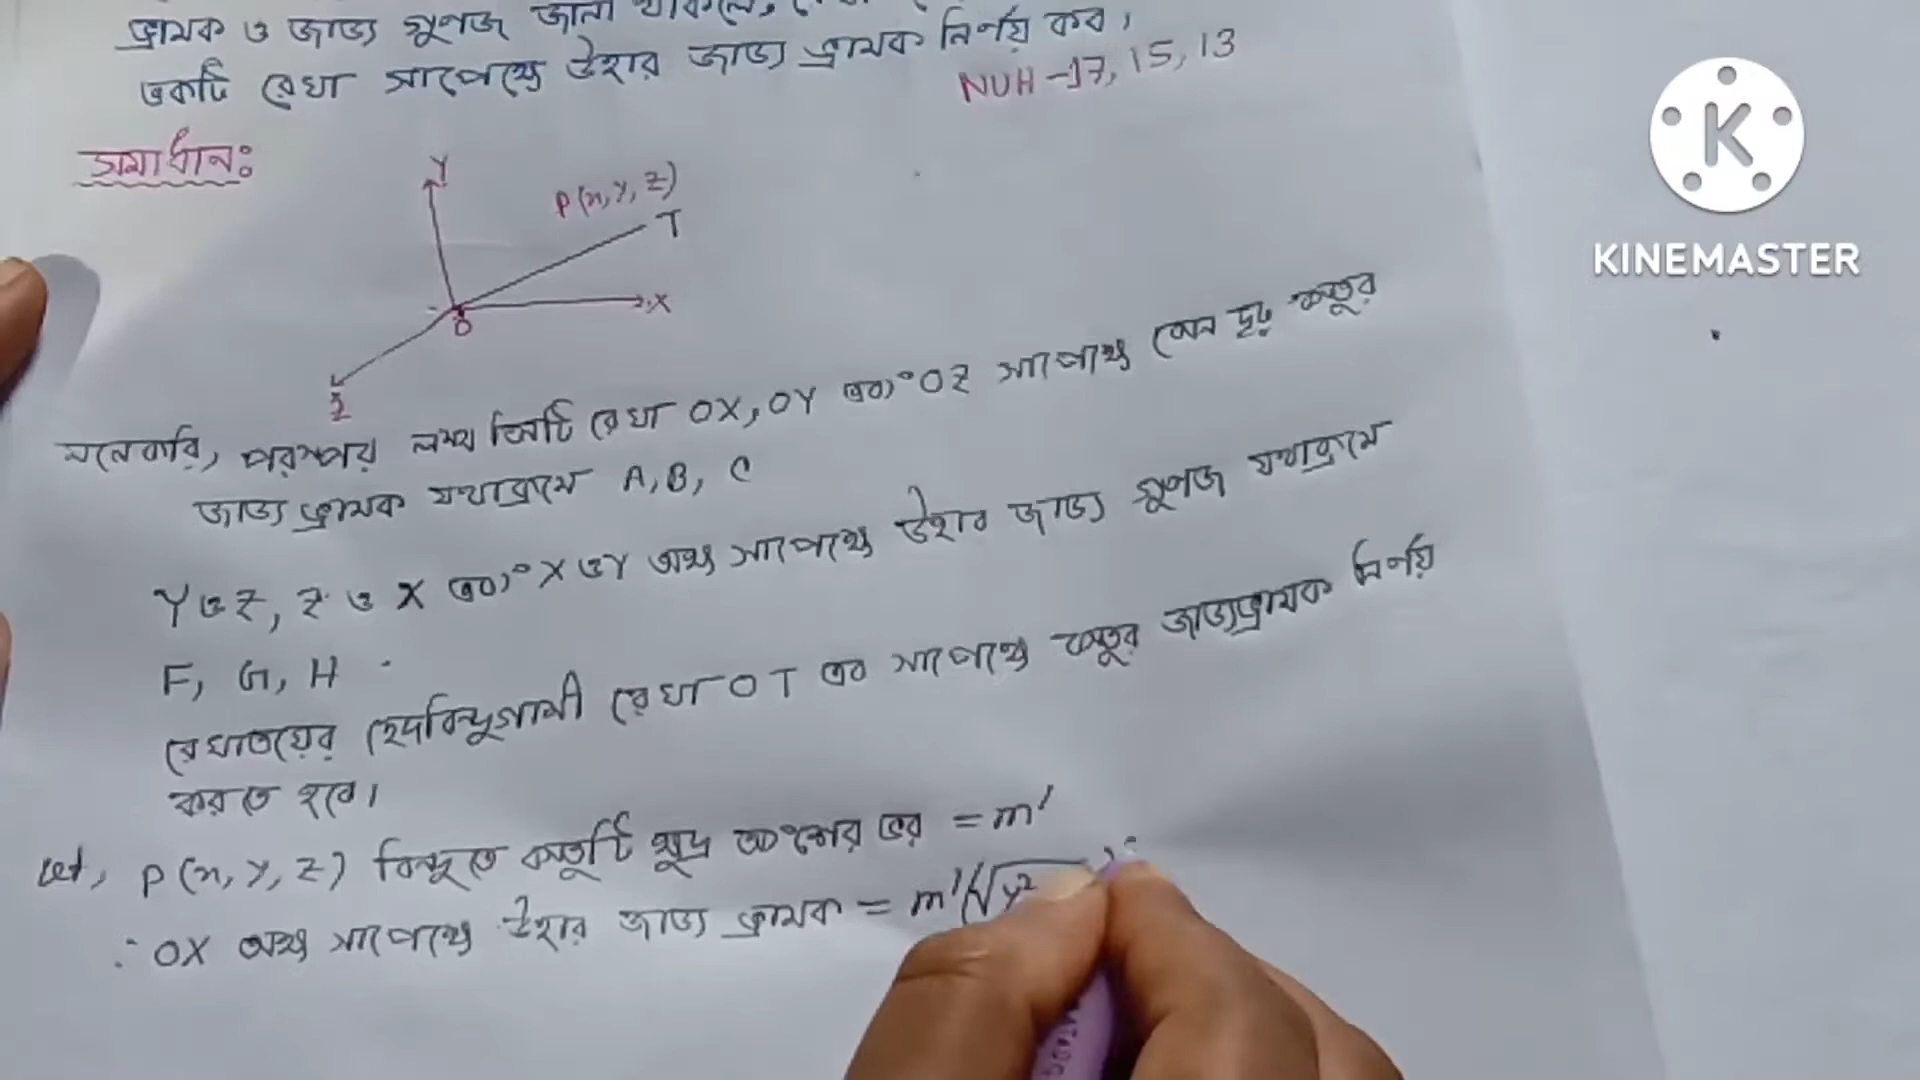 ভ্রামক ও জাড্য গুণজ জানা থাকলে,
একটি রেখা সাপেক্ষে উহার জাড্য ভ্রামক নির্ণয় কর।
NUH-17, 15, 13
সমাধানঃ
Y
P(x, y, z)
T
X
O
Z
মনেকরি, পরস্পর লম্ব তিনটি রেখা OX, OY এবং OZ সাপেক্ষে কোন দৃঢ় বস্তুর
জাড্য ভ্রামক যথাক্রমে A, B, C
Y ও Z, Z ও X এবং X ও Y অক্ষ সাপেক্ষে উহার জাড্য গুণজ যথাক্রমে
F, G, H
রেখাত্রয়ের ছেদবিন্দুগামী রেখা OT এর সাপেক্ষে বস্তুর জাড্যভ্রামক নির্ণয়
করতে হবে।
Let, P(x, y, z) বিন্দুতে বস্তুটি ক্ষুদ্র অংশের ভর = m'
∴ OX অক্ষ সাপেক্ষে উহার জাড্য ভ্রামক = m'(√y²
K
KINEMASTER